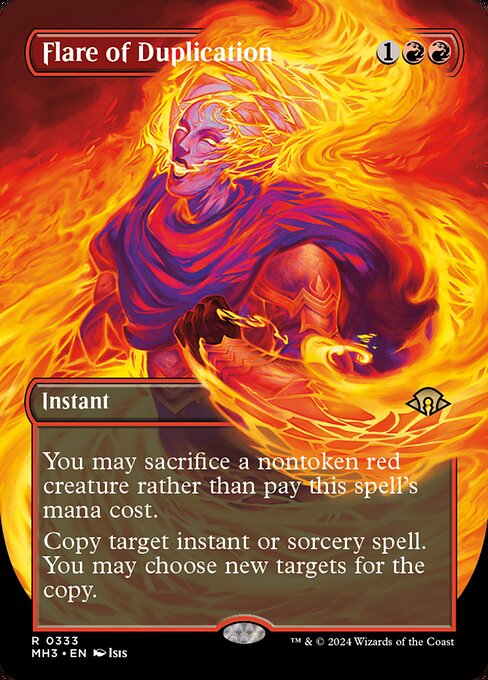 Flare of Duplication 1
Instant
You may sacrifice a nontoken red
creature rather than pay this spell's
mana cost.
Copy target instant or sorcery spell.
You may choose new targets for the
copy.
R 0333
MH3 • EN Isis
™ & © 2024 Wizards of the Coast